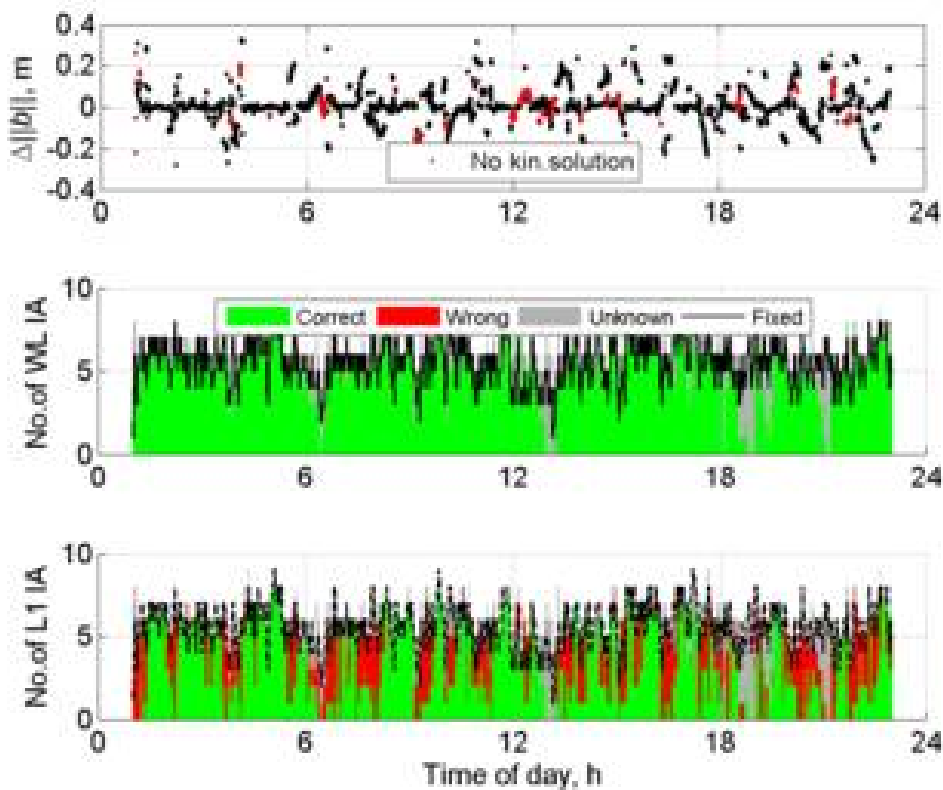 Δ||b||, m
0.4
0.2
0
-0.2
-0.4
No kin.solution
0 6 12 18 24
No.of WL IA
10
5
0
Correct Wrong Unknown Fixed
0 6 12 18 24
No.of L1 IA
10
5
0
0 6 12 18 24
Time of day, h